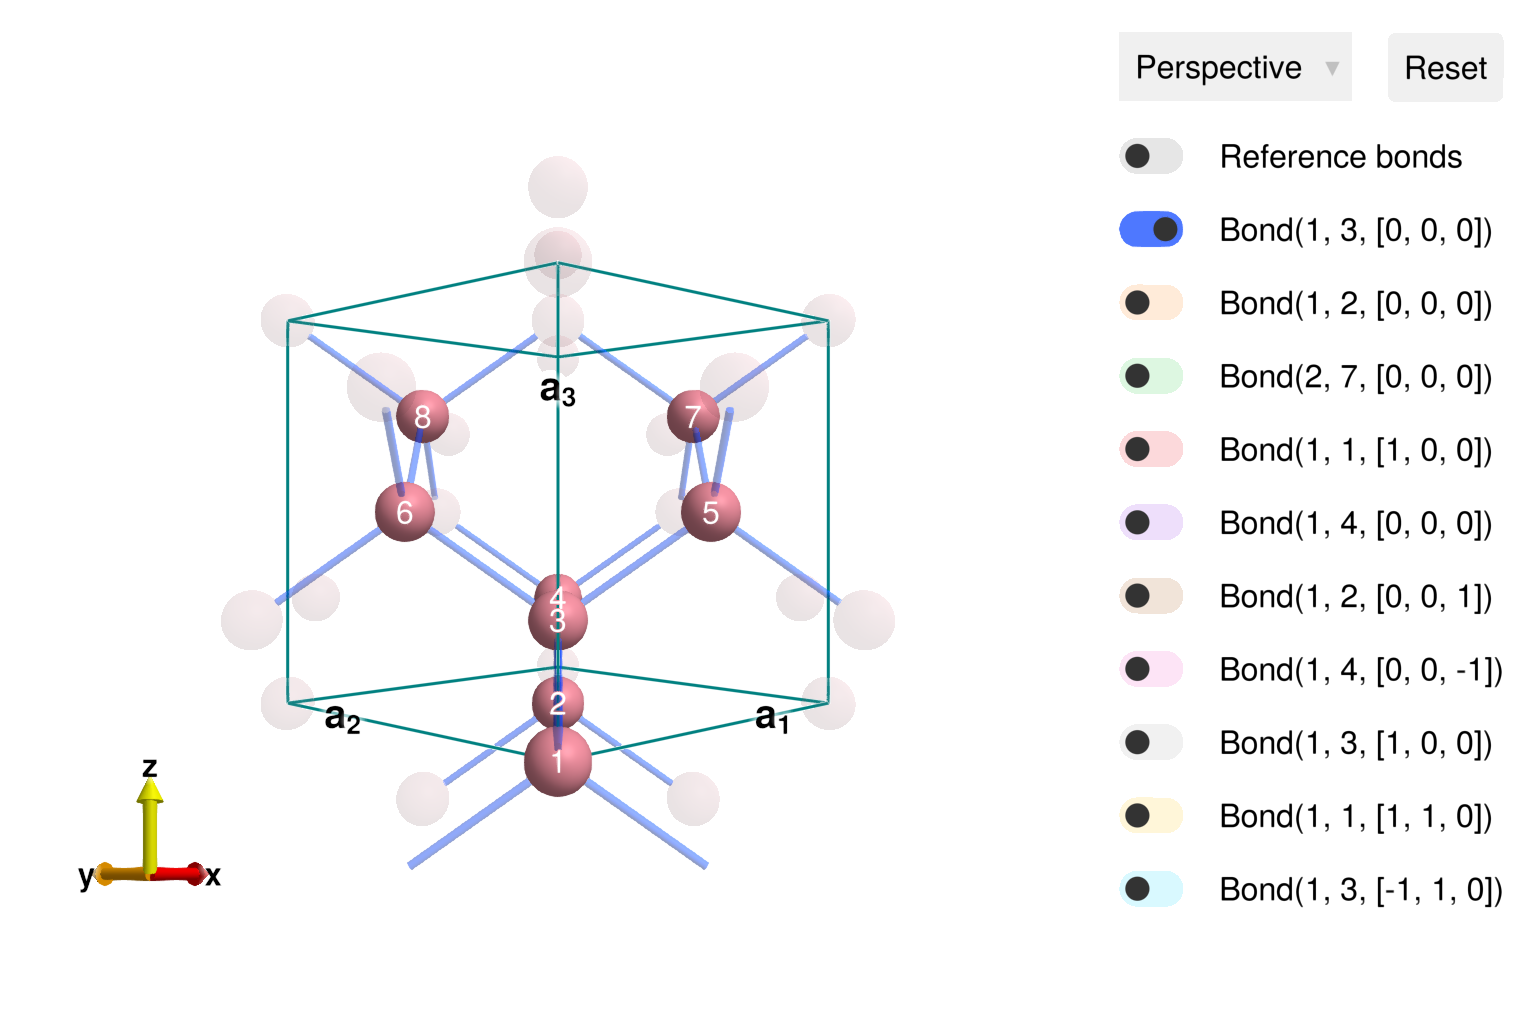 Perspective ▼ Reset
Reference bonds
Bond(1, 3, [0, 0, 0])
Bond(1, 2, [0, 0, 0])
Bond(2, 7, [0, 0, 0])
Bond(1, 1, [1, 0, 0])
Bond(1, 4, [0, 0, 0])
Bond(1, 2, [0, 0, 1])
Bond(1, 4, [0, 0, -1])
Bond(1, 3, [1, 0, 0])
Bond(1, 1, [1, 1, 0])
Bond(1, 3, [-1, 1, 0])
a₃
8 7
6 5
4
3
2
a₂ a₁
1
z
y x